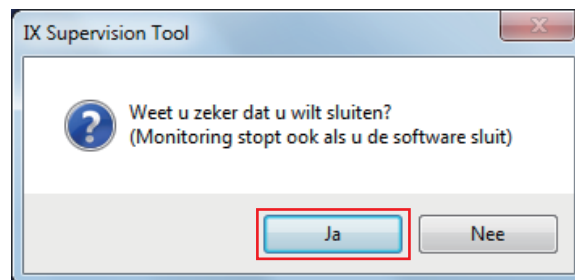 IX Supervision Tool
Weet u zeker dat u wilt sluiten?
(Monitoring stopt ook als u de software sluit)
Ja
Nee